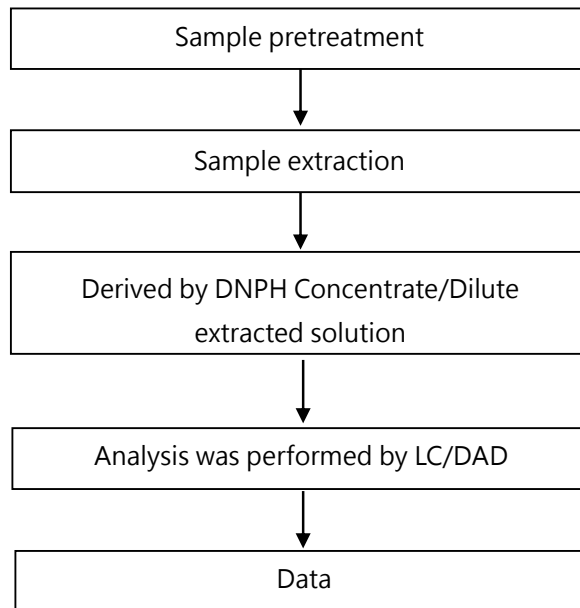 Sample pretreatment
Sample extraction
Derived by DNPH Concentrate/Dilute
extracted solution
Analysis was performed by LC/DAD
Data